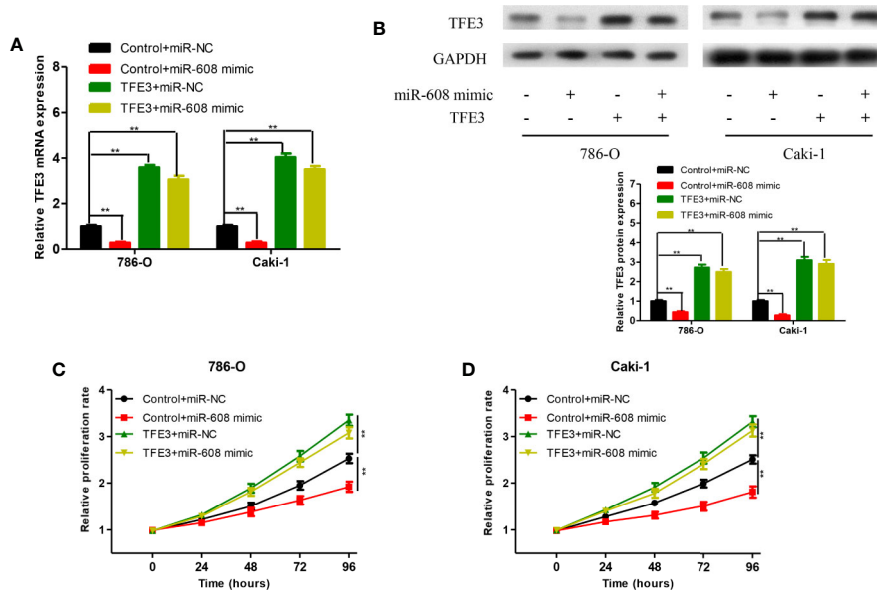 A
Control+miR-NC
Control+miR-608 mimic
TFE3+miR-NC
TFE3+miR-608 mimic
Relative TFE3 mRNA expression
8
6
4
2
0
**
**
**
**
**
**
786-O
Caki-1
B
TFE3
GAPDH
miR-608 mimic - + - + - + - +
TFE3 - - + + - - + +
786-O
Caki-1
Control+miR-NC
Control+miR-608 mimic
TFE3+miR-NC
TFE3+miR-608 mimic
Relative TFE3 protein expression
7
6
4
3
1
0
**
**
**
**
**
**
786-O
Caki-1
C
786-O
Control+miR-NC
Control+miR-608 mimic
TFE3+miR-NC
TFE3+miR-608 mimic
Relative proliferation rate
4
3
2
1
**
**
0 24 48 72 96
Time (hours)
D
Caki-1
Control+miR-NC
Control+miR-608 mimic
TFE3+miR-NC
TFE3+miR-608 mimic
Relative proliferation rate
4
3
2
1
**
**
0 24 48 72 96
Time (hours)